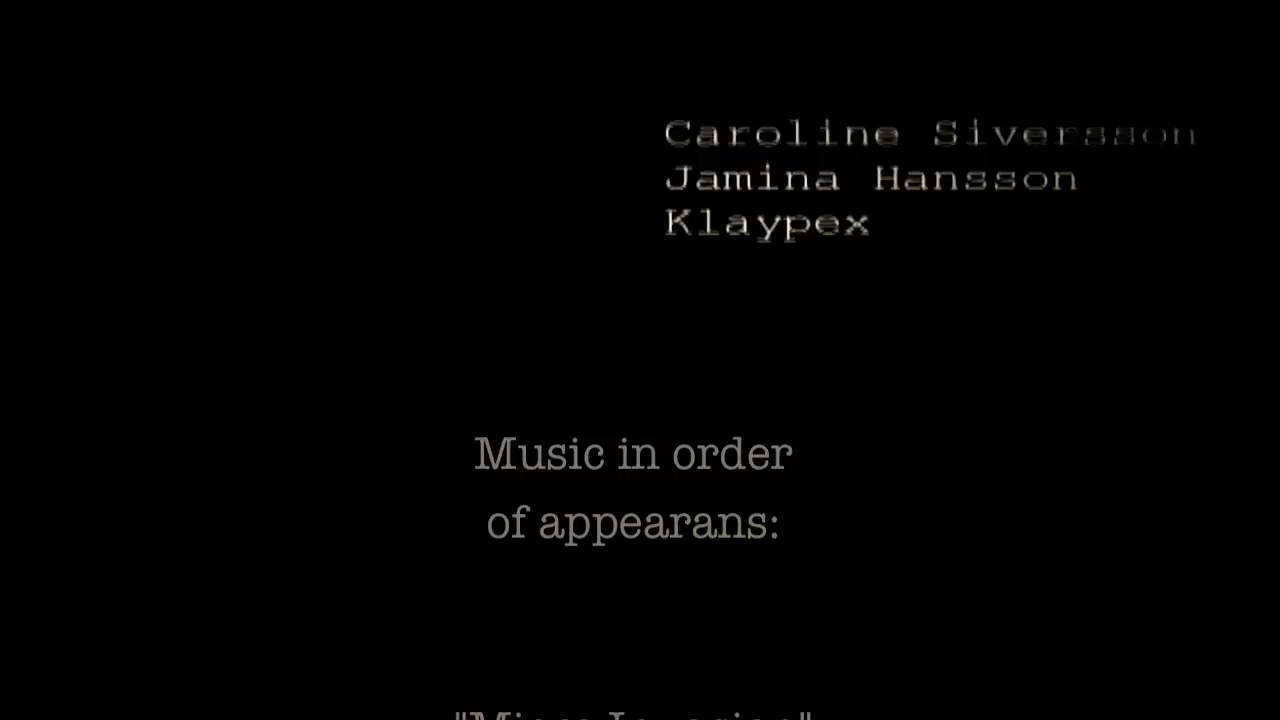 Caroline Siversson
Jamina Hansson
Klaypex
Music in order
of appearans: